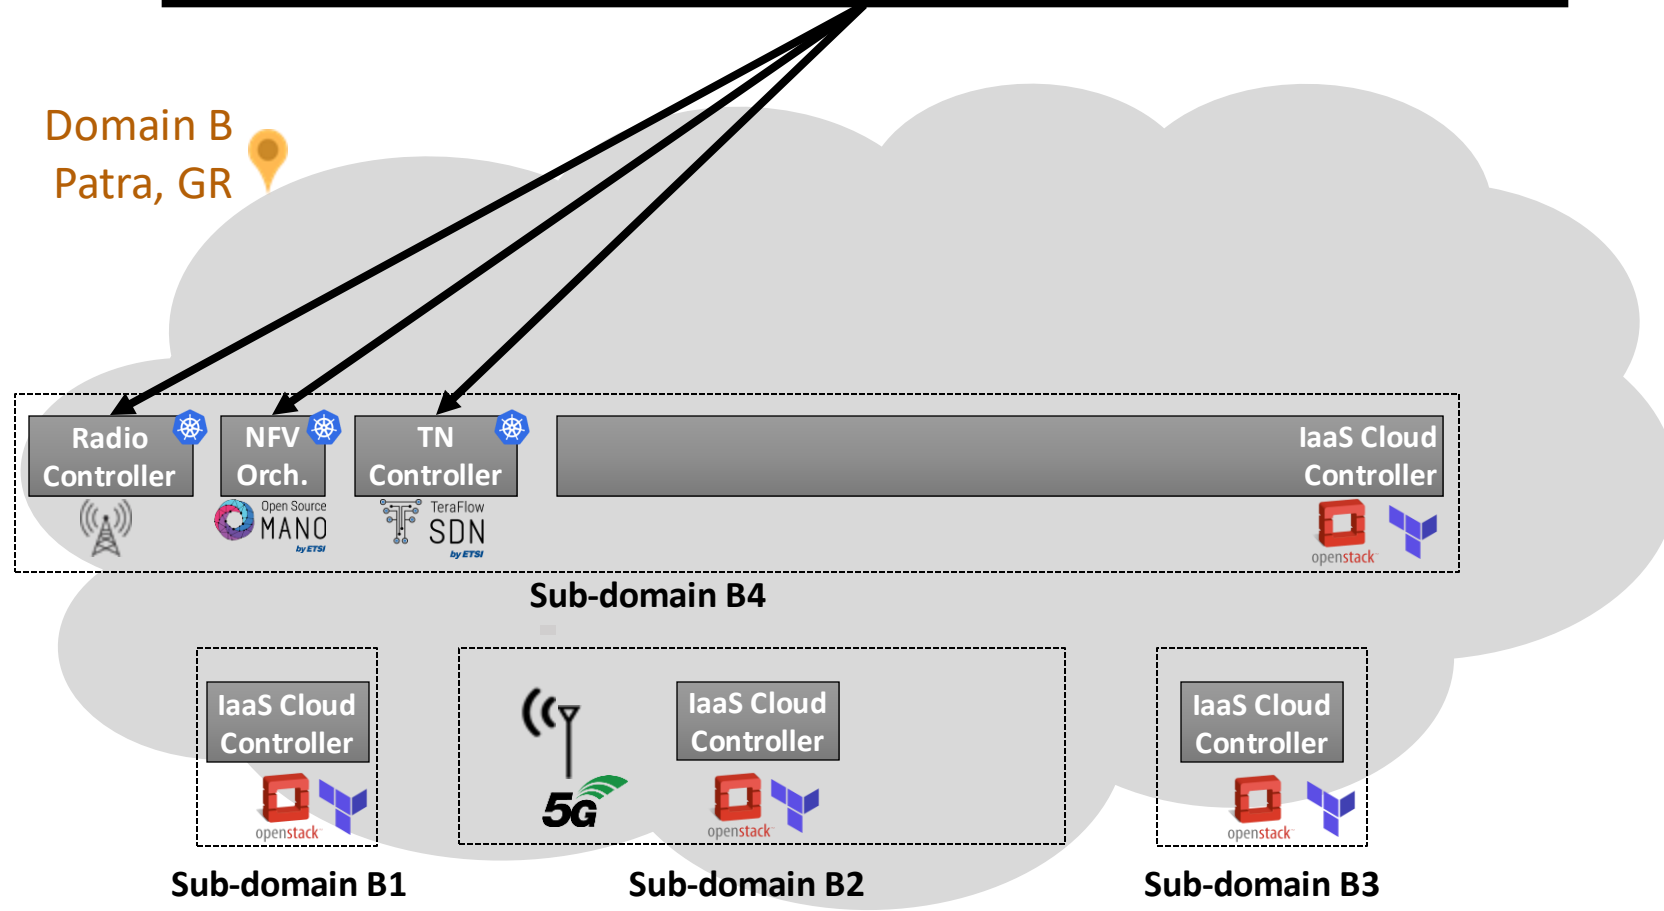 Domain B
Patra, GR
Radio
Controller
NFV
Orch.
TN
Controller
IaaS Cloud
Controller
Open Source
MANO
by ETSI
TeraFlow
SDN
by ETSI
openstack
Sub-domain B4
IaaS Cloud
Controller
openstack
Sub-domain B1
5G
IaaS Cloud
Controller
openstack
Sub-domain B2
IaaS Cloud
Controller
openstack
Sub-domain B3